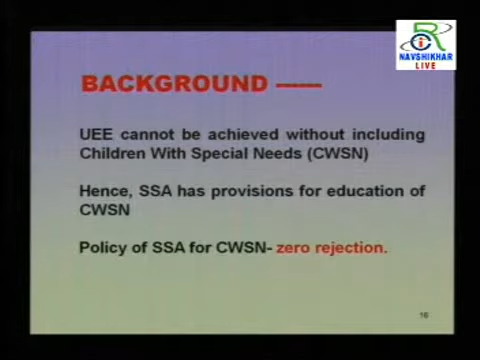 NAVSHIKHAR
LIVE
BACKGROUND -----
UEE cannot be achieved without including
Children With Special Needs (CWSN)
Hence, SSA has provisions for education of
CWSN
Policy of SSA for CWSN- zero rejection.
16